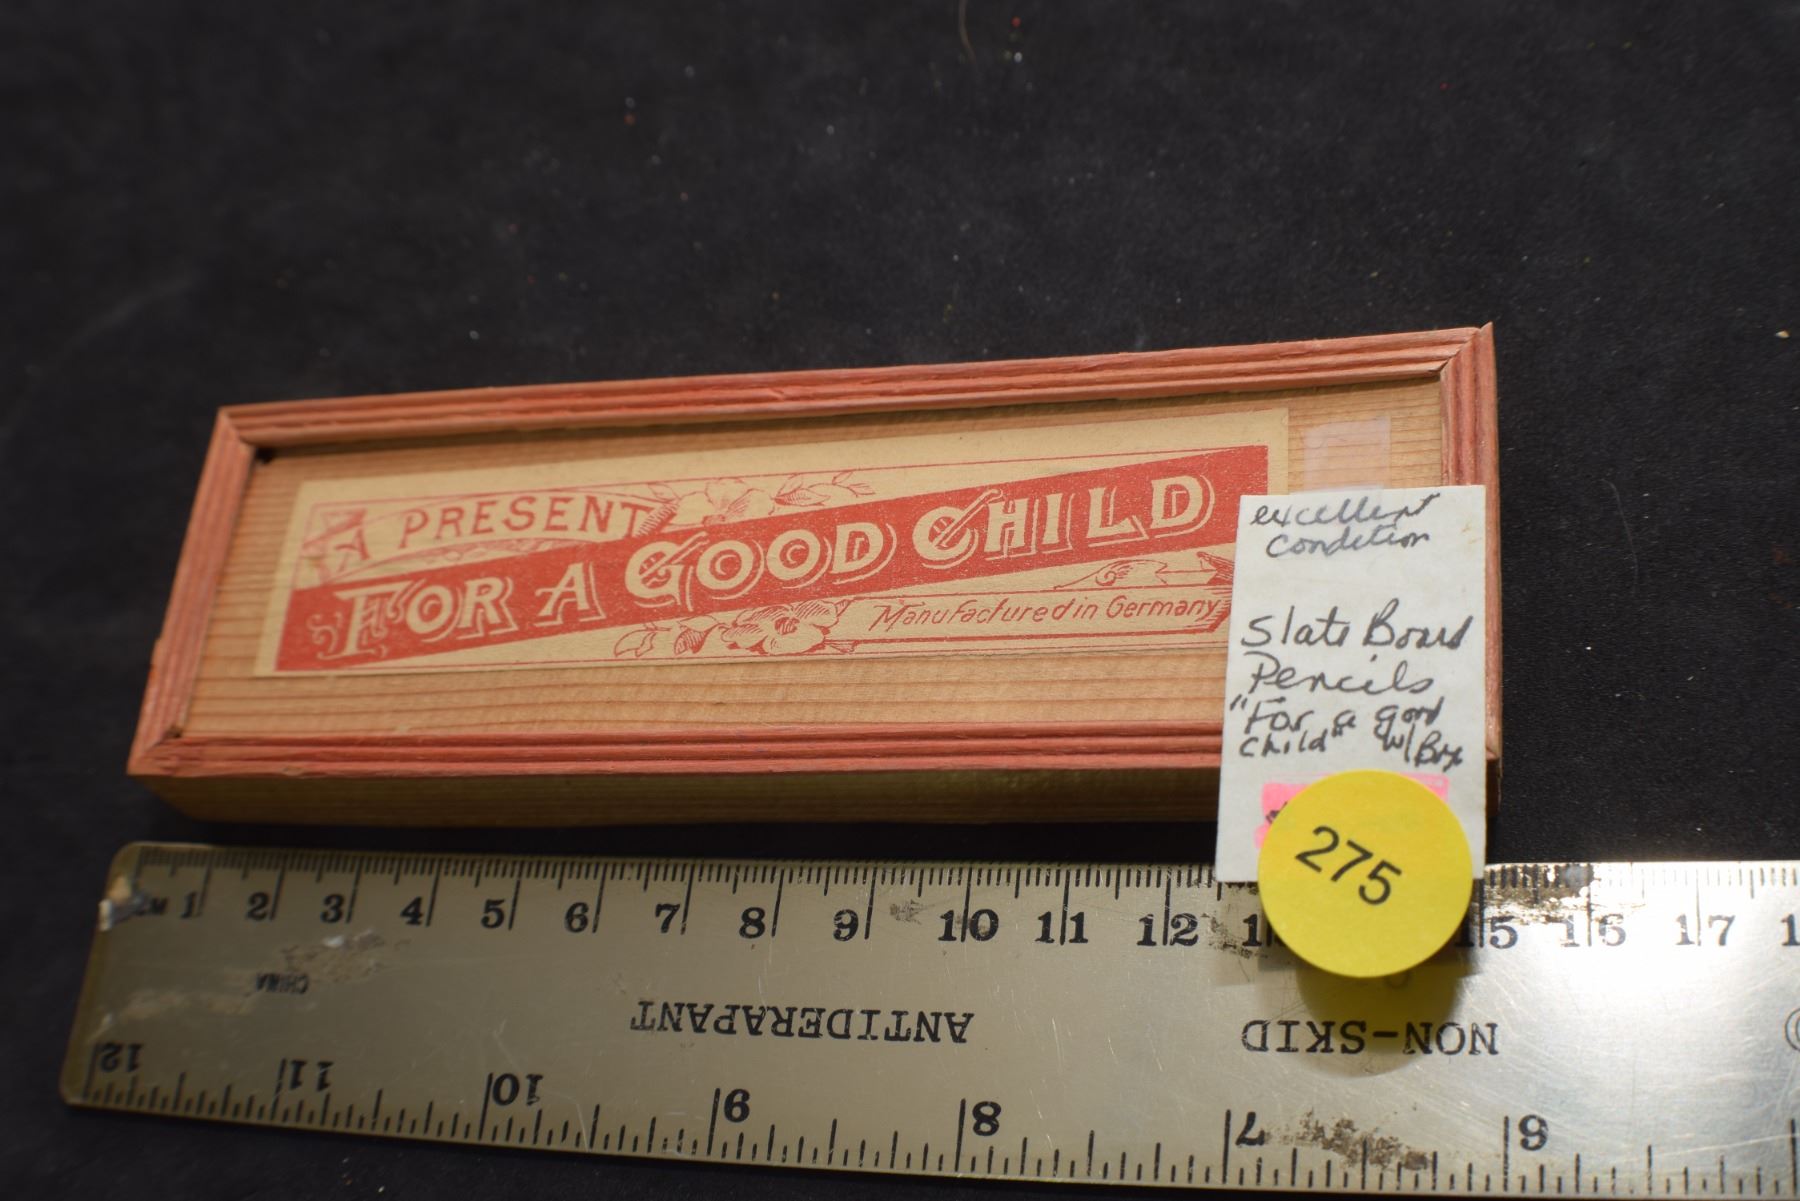 A PRESENT
FOR A GOOD CHILD
Manufactured in Germany
excellent
condition
Slate Board
Pencils
"For a good
child" w/ Box
275
1 2 3 4 5 6 7 8 9 10 11 12 15 16 17
CHINA
ANTIDERAPANT
NON-SKID
12 11 10 9 8 7 6